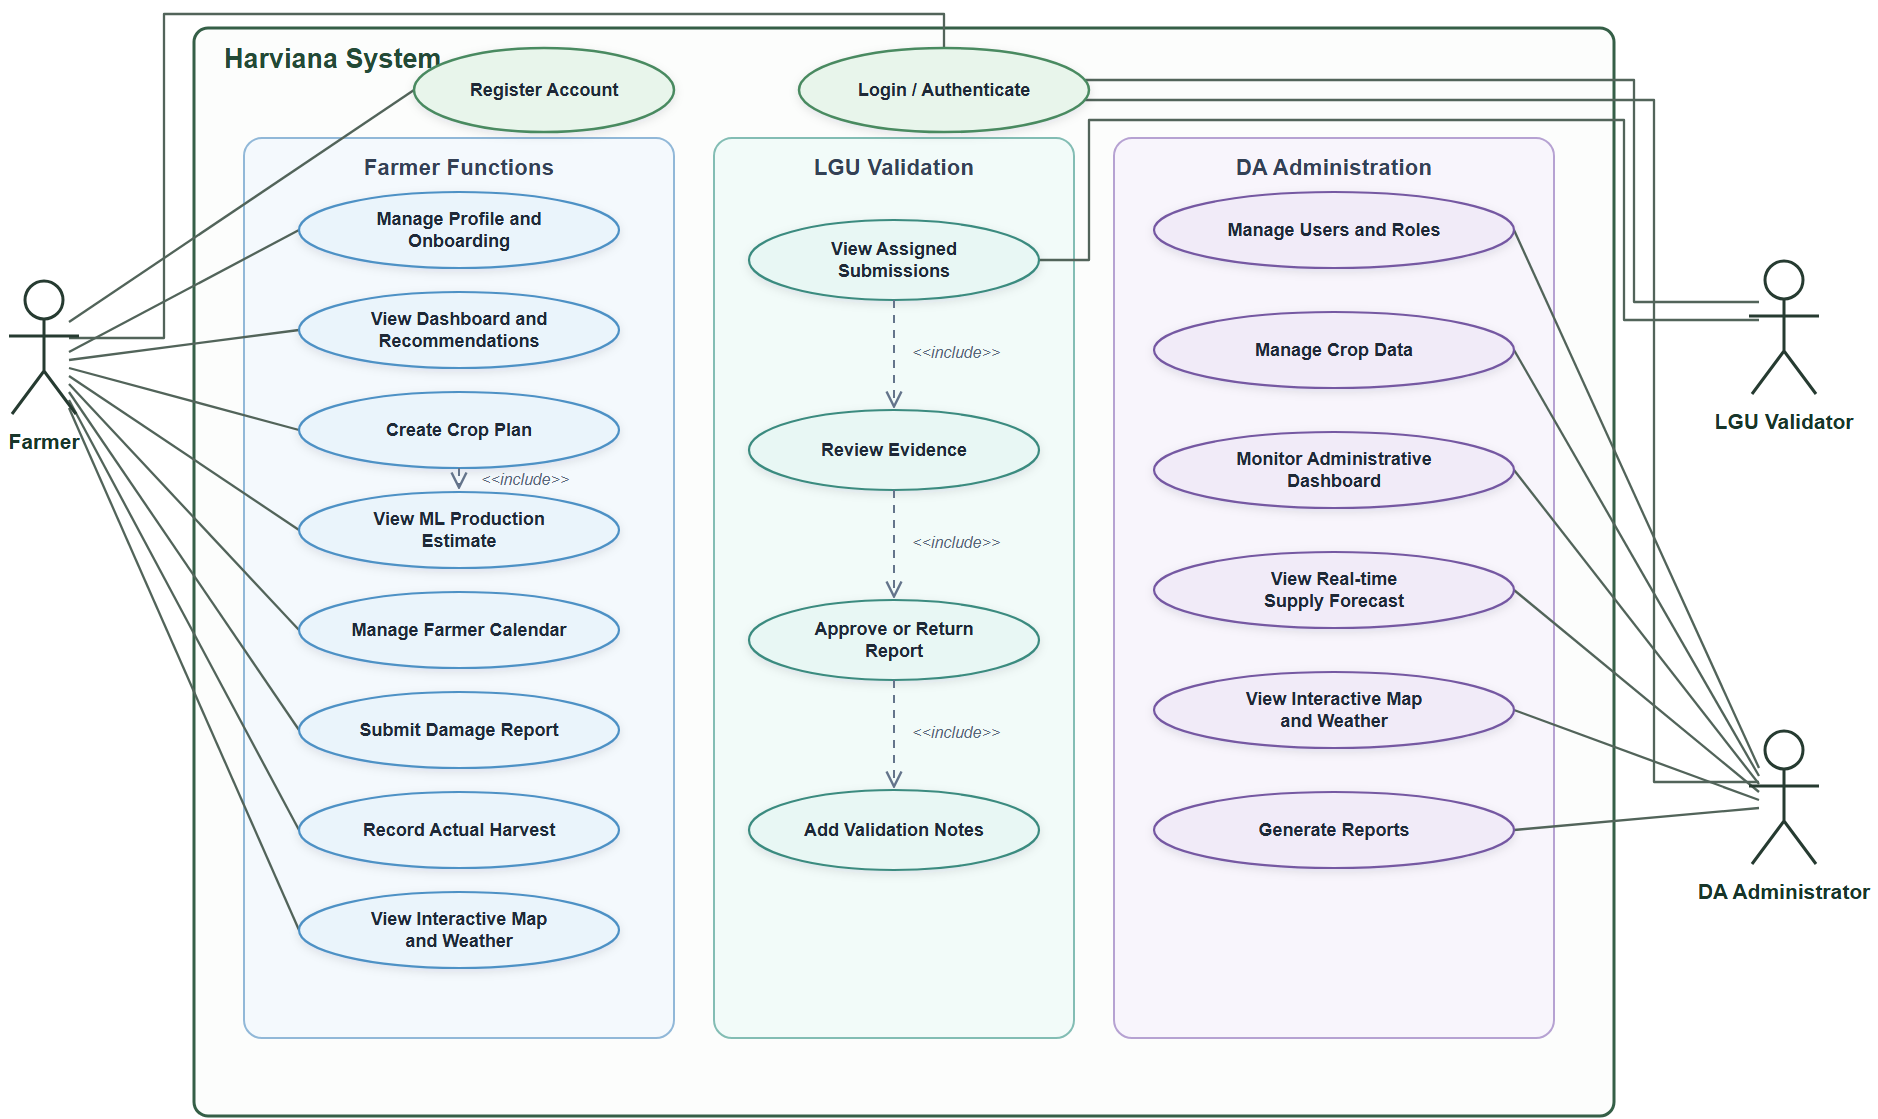 Harviana System
Register Account
Login / Authenticate
Farmer Functions
Manage Profile and
Onboarding
View Dashboard and
Recommendations
Create Crop Plan
<<include>>
View ML Production
Estimate
Manage Farmer Calendar
Submit Damage Report
Record Actual Harvest
View Interactive Map
and Weather
LGU Validation
View Assigned
Submissions
<<include>>
Review Evidence
<<include>>
Approve or Return
Report
<<include>>
Add Validation Notes
DA Administration
Manage Users and Roles
Manage Crop Data
Monitor Administrative
Dashboard
View Real-time
Supply Forecast
View Interactive Map
and Weather
Generate Reports
Farmer
LGU Validator
DA Administrator